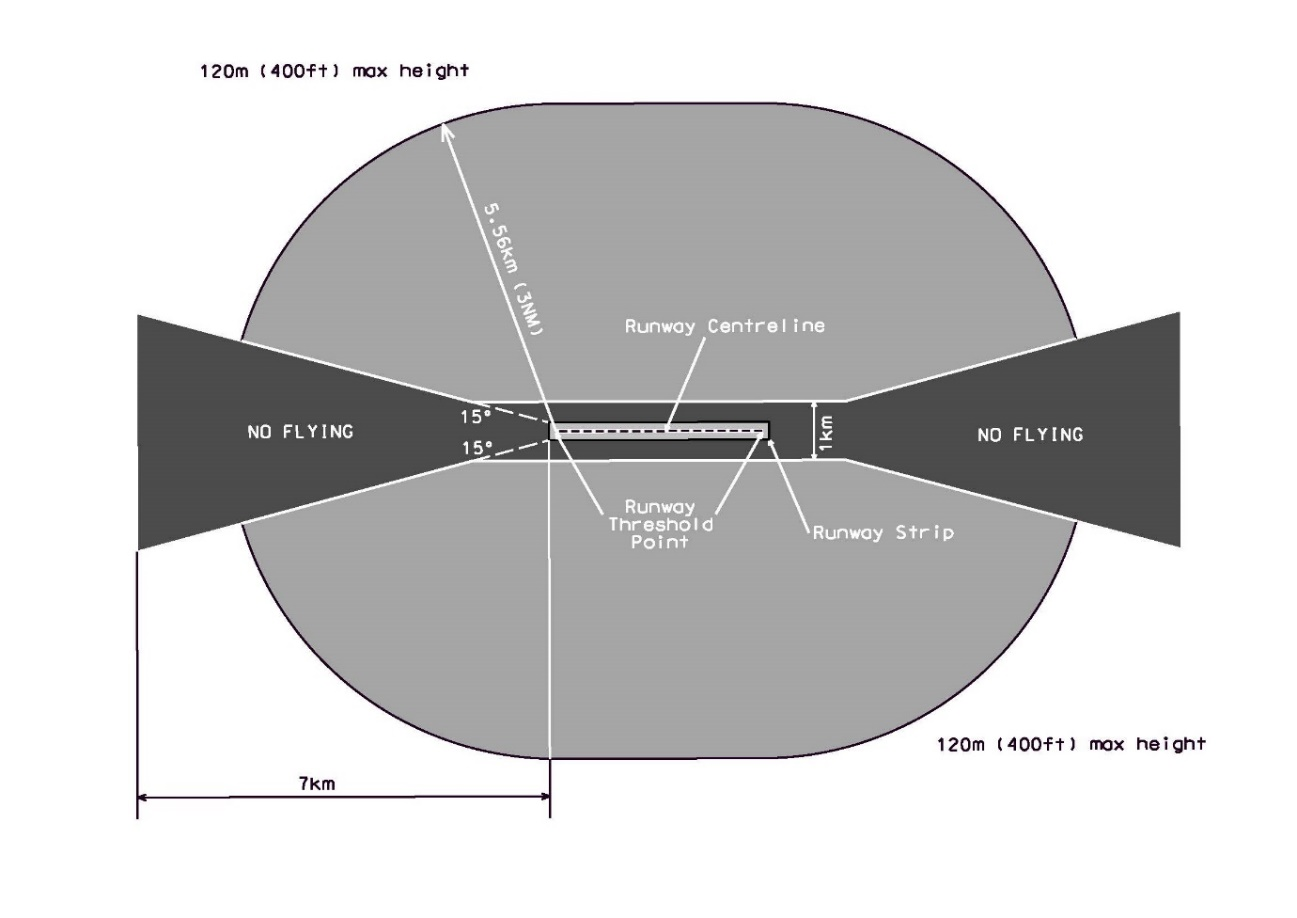 120m (400ft) max height
5.56km (3NM)
Runway Centreline
15°
NO FLYING
1km
NO FLYING
15°
Runway
Threshold
Point
Runway Strip
120m (400ft) max height
7km